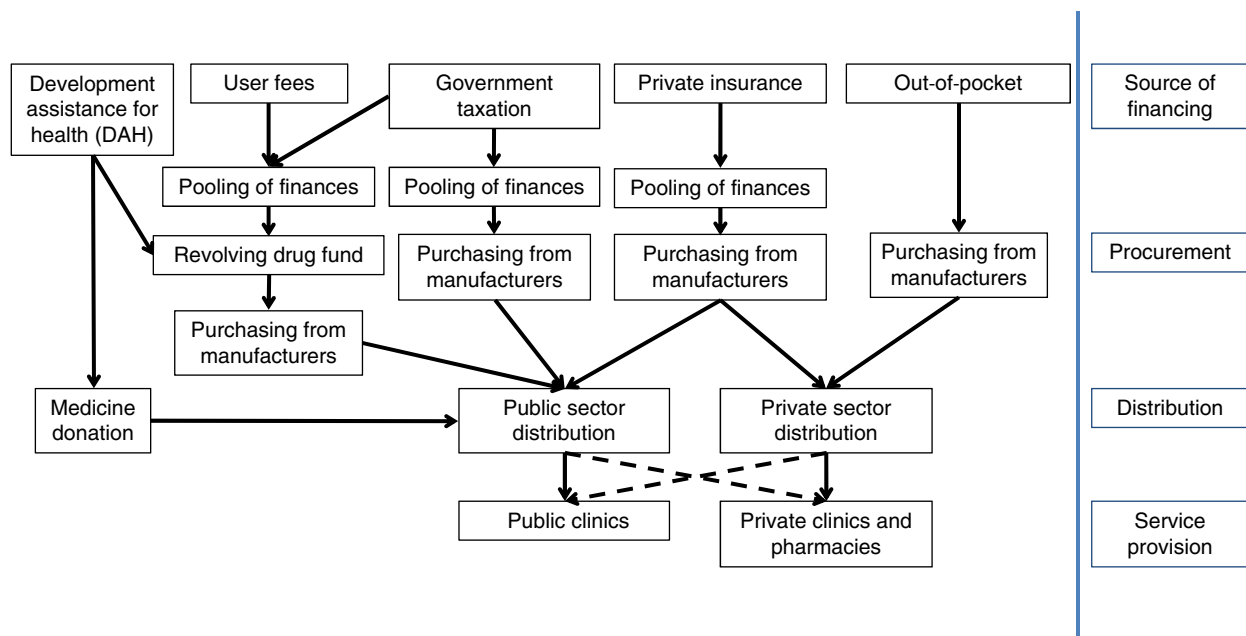 Development
assistance for
health (DAH)
User fees
Government
taxation
Private insurance
Out-of-pocket
Source of
financing
Pooling of finances
Pooling of finances
Pooling of finances
Revolving drug fund
Purchasing from
manufacturers
Purchasing from
manufacturers
Purchasing from
manufacturers
Procurement
Purchasing from
manufacturers
Medicine
donation
Public sector
distribution
Private sector
distribution
Distribution
Public clinics
Private clinics and
pharmacies
Service
provision